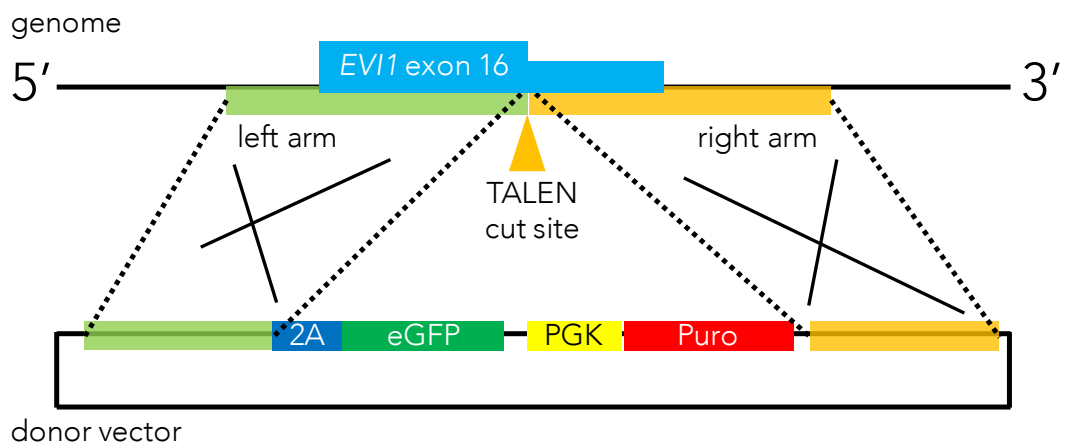 genome
5′ EVI1 exon 16 3′
left arm right arm
TALEN
cut site
2A eGFP PGK Puro
donor vector